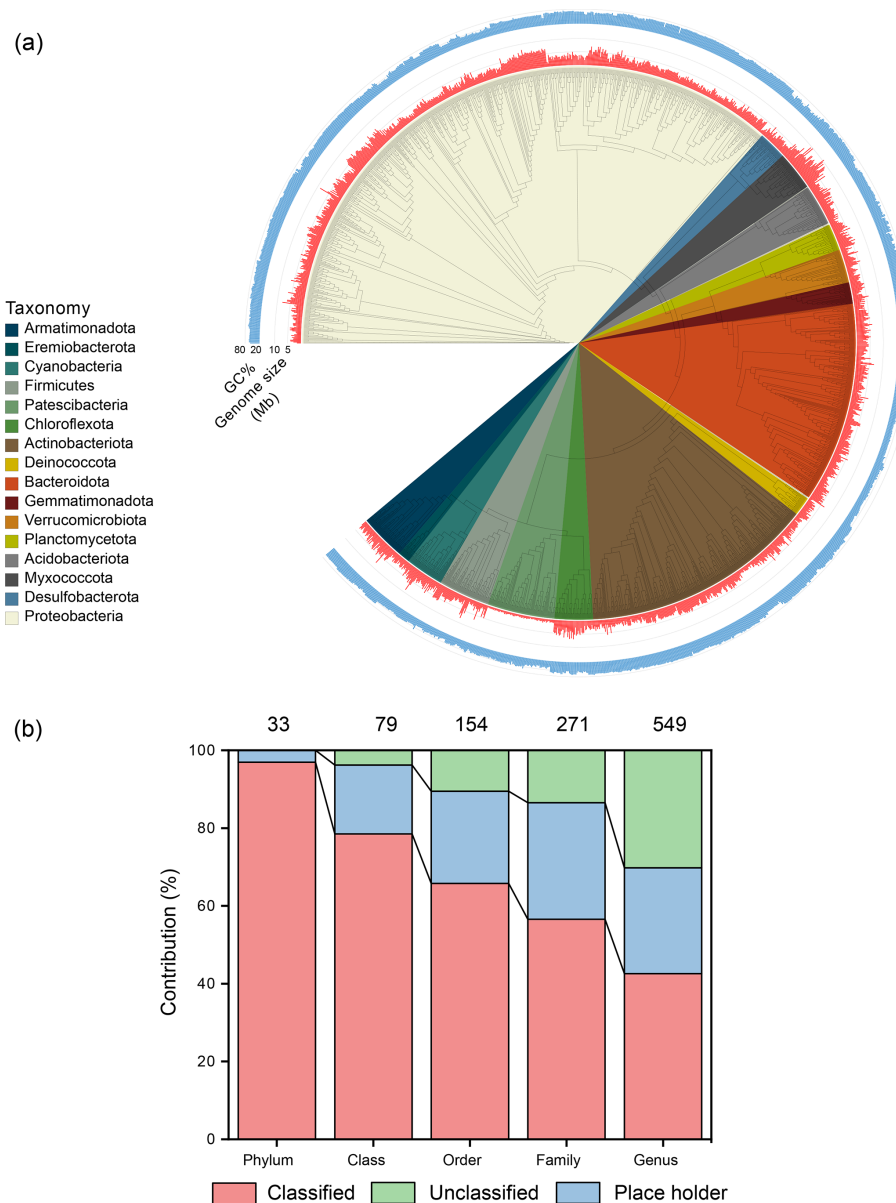 (a)
80 20 10 5
GC%
Genome size
(Mb)
Taxonomy
Armatimonadota
Eremiobacterota
Cyanobacteria
Firmicutes
Patescibacteria
Chloroflexota
Actinobacteriota
Deinococcota
Bacteroidota
Gemmatimonadota
Verrucomicrobiota
Planctomycetota
Acidobacteriota
Myxococcota
Desulfobacterota
Proteobacteria
(b)
33 79 154 271 549
Contribution (%)
100
80
60
40
20
0
Phylum Class Order Family Genus
Classified Unclassified Place holder